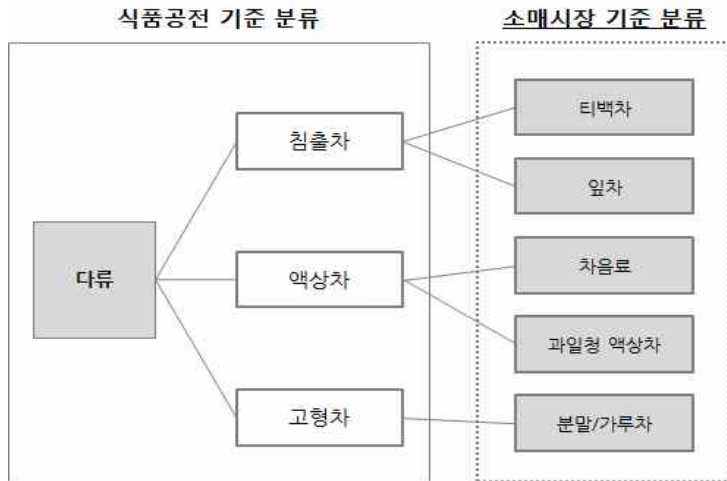 식품공전 기준 분류
소매시장 기준 분류
다류
침출차
액상차
고형차
티백차
잎차
차음료
과일청 액상차
분말/가루차